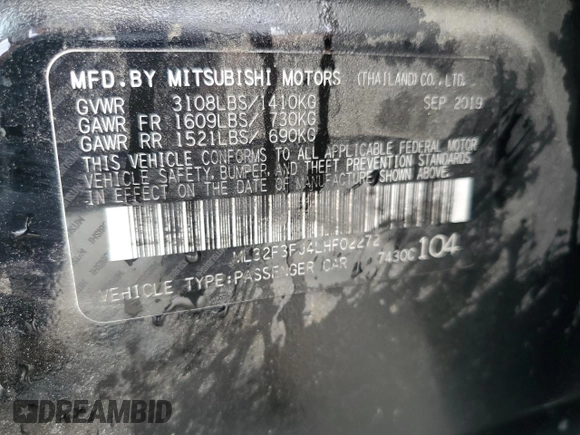 MFD. BY MITSUBISHI MOTORS (THAILAND) CO., LTD.
GVWR 3108LBS/1410KG SEP 2019
GAWR FR 1609LBS/ 730KG
GAWR RR 1521LBS/ 690KG
THIS VEHICLE CONFORMS TO ALL APPLICABLE FEDERAL MOTOR
VEHICLE SAFETY, BUMPER, AND THEFT PREVENTION STANDARDS
IN EFFECT ON THE DATE OF MANUFACTURE SHOWN ABOVE.
ML32F3FJ4LHF02272
VEHICLE TYPE:PASSENGER CAR 7430C 104
DREAMBID